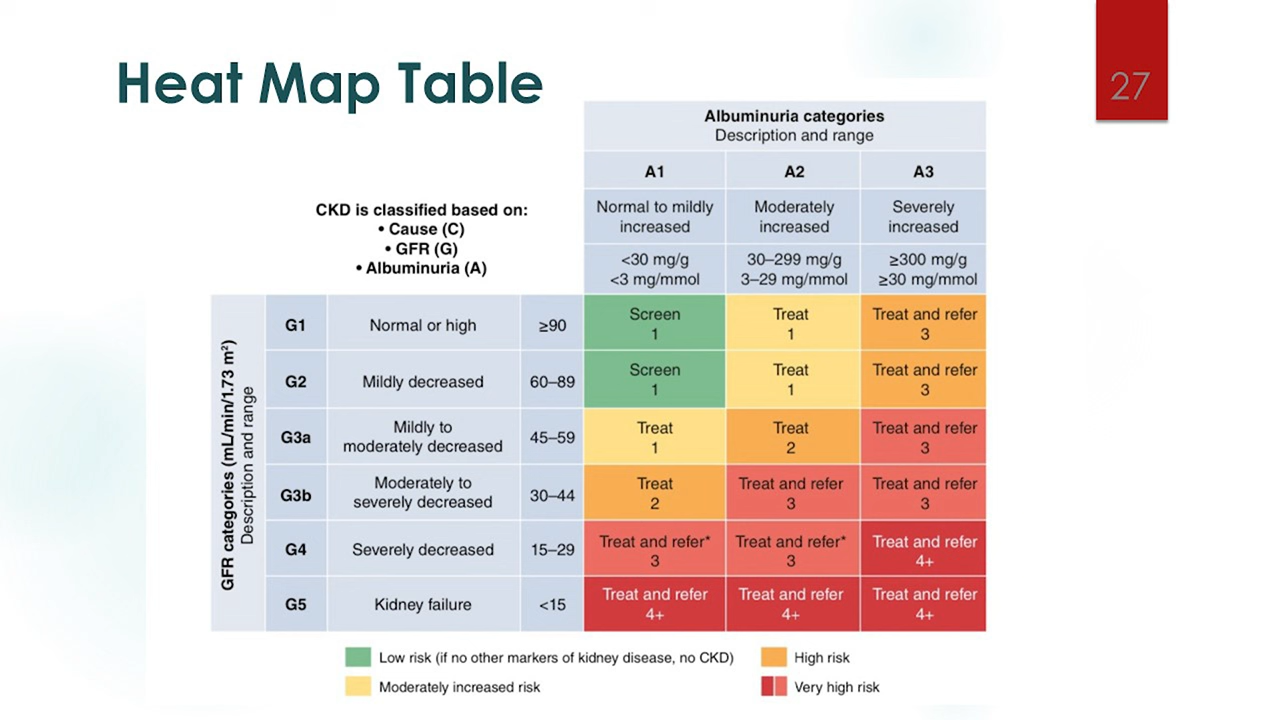 Heat Map Table
27
Albuminuria categories
Description and range
A1 A2 A3
Normal to mildly increased
Moderately increased
Severely increased
<30 mg/g
<3 mg/mmol
30–299 mg/g
3–29 mg/mmol
≥300 mg/g
≥30 mg/mmol
CKD is classified based on:
• Cause (C)
• GFR (G)
• Albuminuria (A)
GFR categories (mL/min/1.73 m²)
Description and range
G1 Normal or high ≥90 Screen 1 Treat 1 Treat and refer 3
G2 Mildly decreased 60–89 Screen 1 Treat 1 Treat and refer 3
G3a Mildly to moderately decreased 45–59 Treat 1 Treat 2 Treat and refer 3
G3b Moderately to severely decreased 30–44 Treat 2 Treat and refer 3 Treat and refer 3
G4 Severely decreased 15–29 Treat and refer* 3 Treat and refer* 3 Treat and refer 4+
G5 Kidney failure <15 Treat and refer 4+ Treat and refer 4+ Treat and refer 4+
Low risk (if no other markers of kidney disease, no CKD)
High risk
Moderately increased risk
Very high risk